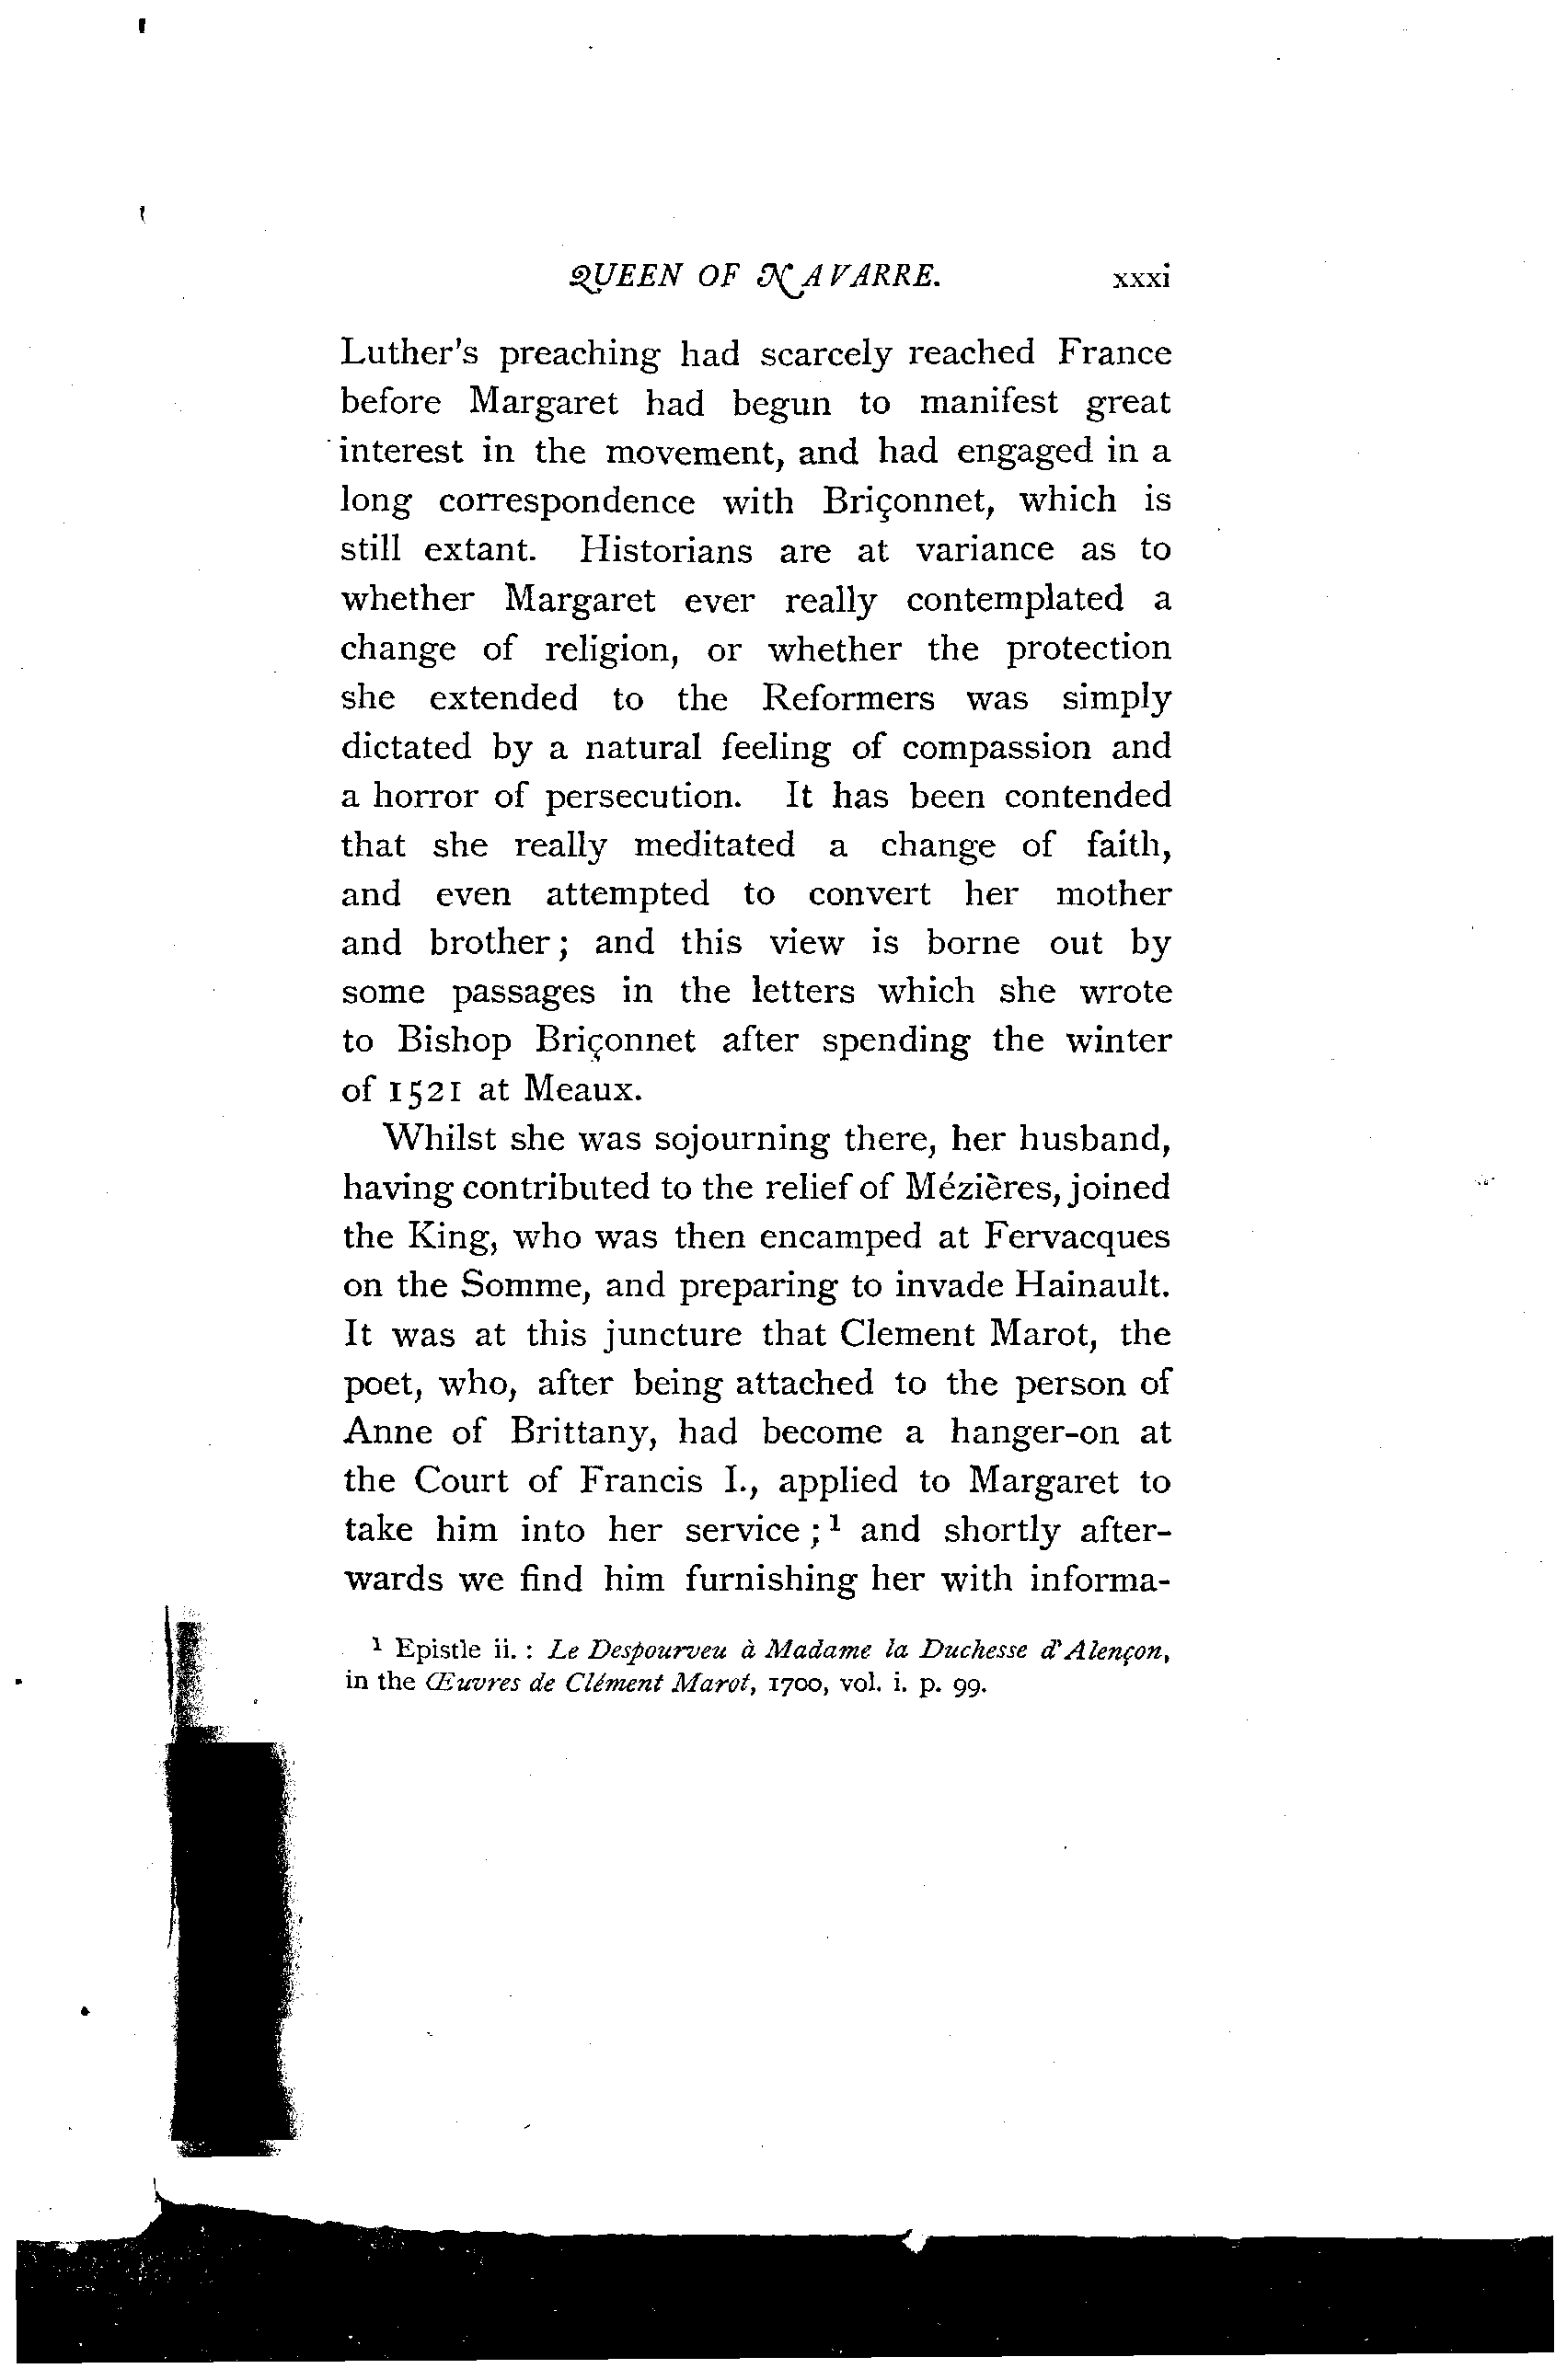 QUEEN OF NAVARRE. xxxi
Luther's preaching had scarcely reached France
before Margaret had begun to manifest great
interest in the movement, and had engaged in a
long correspondence with Briçonnet, which is
still extant. Historians are at variance as to
whether Margaret ever really contemplated a
change of religion, or whether the protection
she extended to the Reformers was simply
dictated by a natural feeling of compassion and
a horror of persecution. It has been contended
that she really meditated a change of faith,
and even attempted to convert her mother
and brother; and this view is borne out by
some passages in the letters which she wrote
to Bishop Briçonnet after spending the winter
of 1521 at Meaux.
Whilst she was sojourning there, her husband,
having contributed to the relief of Mézières, joined
the King, who was then encamped at Fervacques
on the Somme, and preparing to invade Hainault.
It was at this juncture that Clement Marot, the
poet, who, after being attached to the person of
Anne of Brittany, had become a hanger-on at
the Court of Francis I., applied to Margaret to
take him into her service;¹ and shortly after-
wards we find him furnishing her with informa-
¹ Epistle ii. : Le Despourveu à Madame la Duchesse d'Alençon,
in the Œuvres de Clément Marot, 1700, vol. i. p. 99.